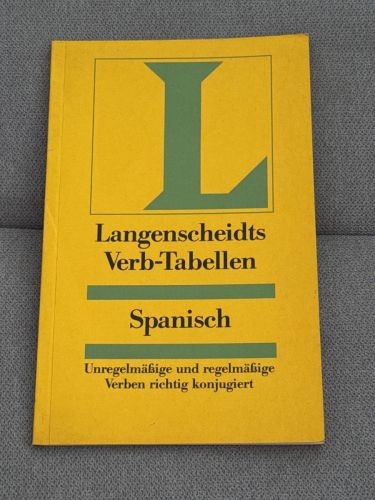 L
Langenscheidts
Verb-Tabellen
Spanisch
Unregelmäßige und regelmäßige
Verben richtig konjugiert